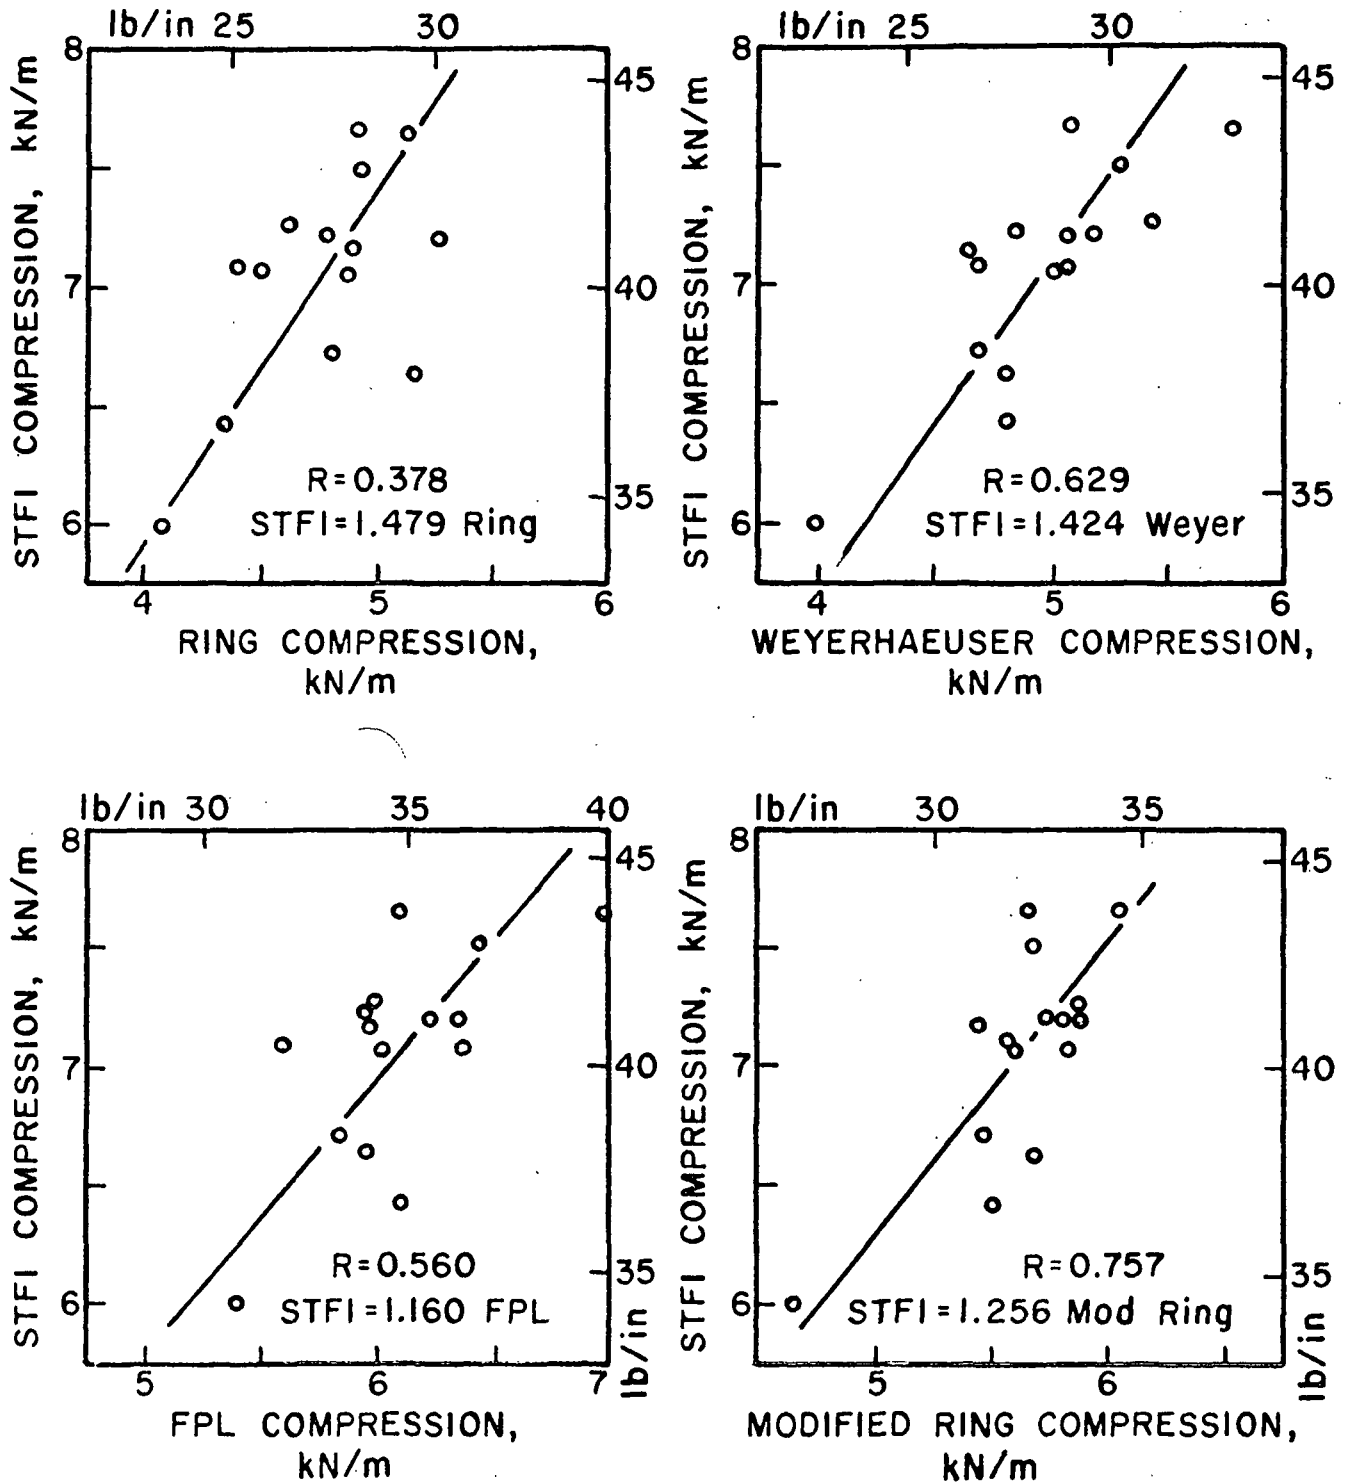 lb/in 25 30
8
45
7
40
6
35
STFI COMPRESSION, kN/m
R=0.378
STFI=1.479 Ring
4 5 6
RING COMPRESSION,
kN/m
lb/in 25 30
8
45
7
40
6
35
STFI COMPRESSION, kN/m
R=0.629
STFI=1.424 Weyer
4 5 6
WEYERHAEUSER COMPRESSION,
kN/m
lb/in 30 35 40
8
45
7
40
6
35
lb/in
STFI COMPRESSION, kN/m
R=0.560
STFI=1.160 FPL
5 6 7
FPL COMPRESSION,
kN/m
lb/in 30 35
8
45
7
40
6
35
lb/in
STFI COMPRESSION, kN/m
R=0.757
STFI=1.256 Mod Ring
5 6
MODIFIED RING COMPRESSION,
kN/m